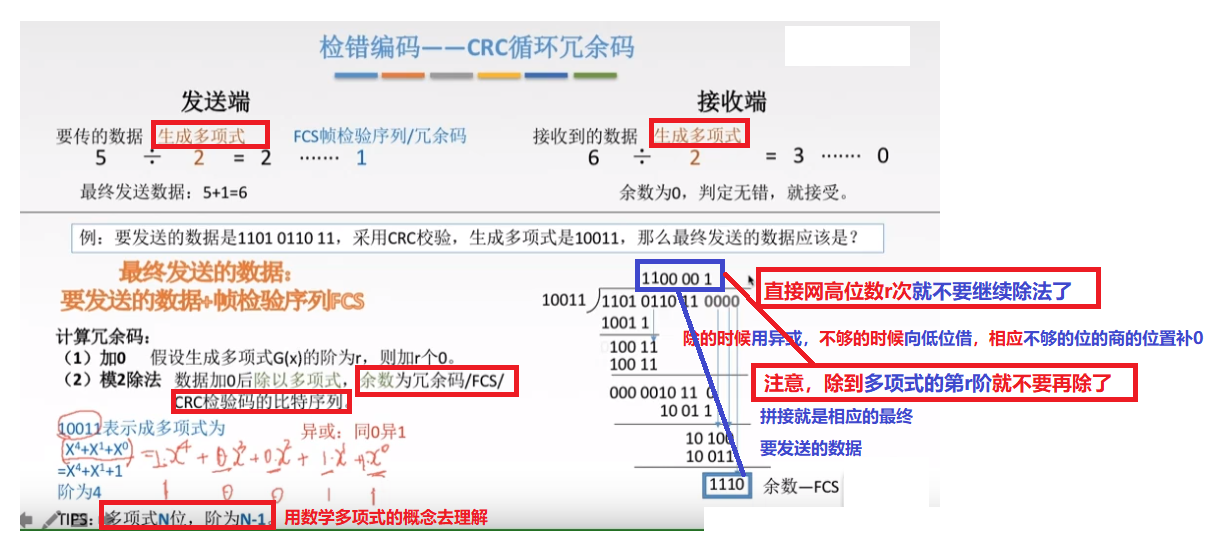 检错编码——CRC循环冗余码
发送端
接收端
要传的数据 生成多项式 FCS帧检验序列/冗余码
5 ÷ 2 = 2 ······· 1
最终发送数据：5+1=6
接收到的数据 生成多项式
6 ÷ 2 = 3 ······· 0
余数为0，判定无错，就接受。
例：要发送的数据是1101 0110 11，采用CRC校验，生成多项式是10011，那么最终发送的数据应该是？
最终发送的数据：
要发送的数据+帧检验序列FCS
计算冗余码：
（1）加0 假设生成多项式G(x)的阶为r，则加r个0。
（2）模2除法 数据加0后除以多项式，余数为冗余码/FCS/
CRC检验码的比特序列。
10011表示成多项式为
X⁴+X¹+X⁰
=X⁴+X¹+1
阶为4
异或：同0异1
=1·x⁴+0·x³+0·x²+1·x¹+1·x⁰
1 0 0 1 1
TIPS：多项式N位，阶为N-1。
用数学多项式的概念去理解
1100 00 1
10011 1101 0110 11 0000
1001 1
100 11
100 11
000 0010 11 0
10 01 1
10 100
10 011
1110 余数—FCS
直接网高位数r次就不要继续除法了
除的时候用异或，不够的时候向低位借，相应不够的位的商的位置补0
注意，除到多项式的第r阶就不要再除了
拼接就是相应的最终
要发送的数据